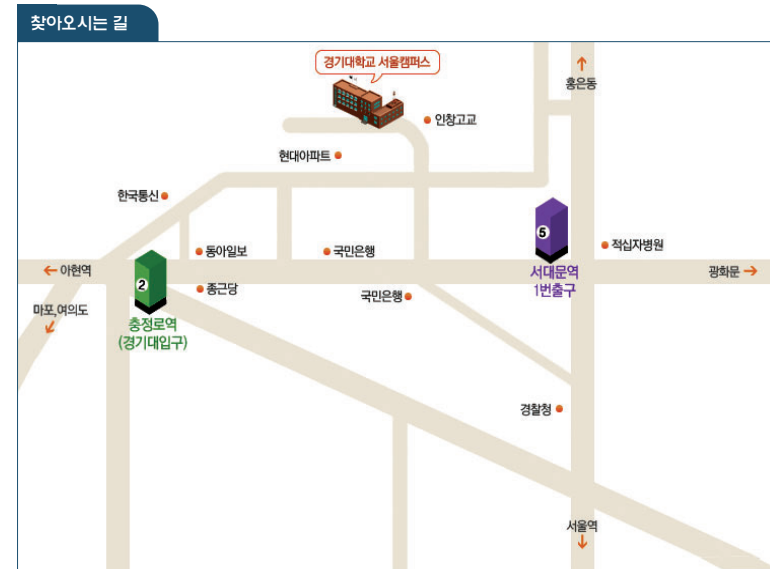 찾아오시는 길
경기대학교 서울캠퍼스
홍은동
인창고교
현대아파트
한국통신
5
적십자병원
동아일보
국민은행
아현역
서대문역
1번출구
광화문
2
종근당
국민은행
마포,여의도
충정로역
(경기대입구)
경찰청
서울역